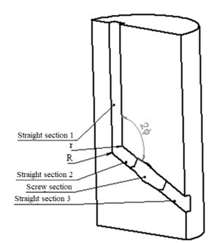 2Φ
Straight section 1
r
R
Straight section 2
Screw section
Straight section 3